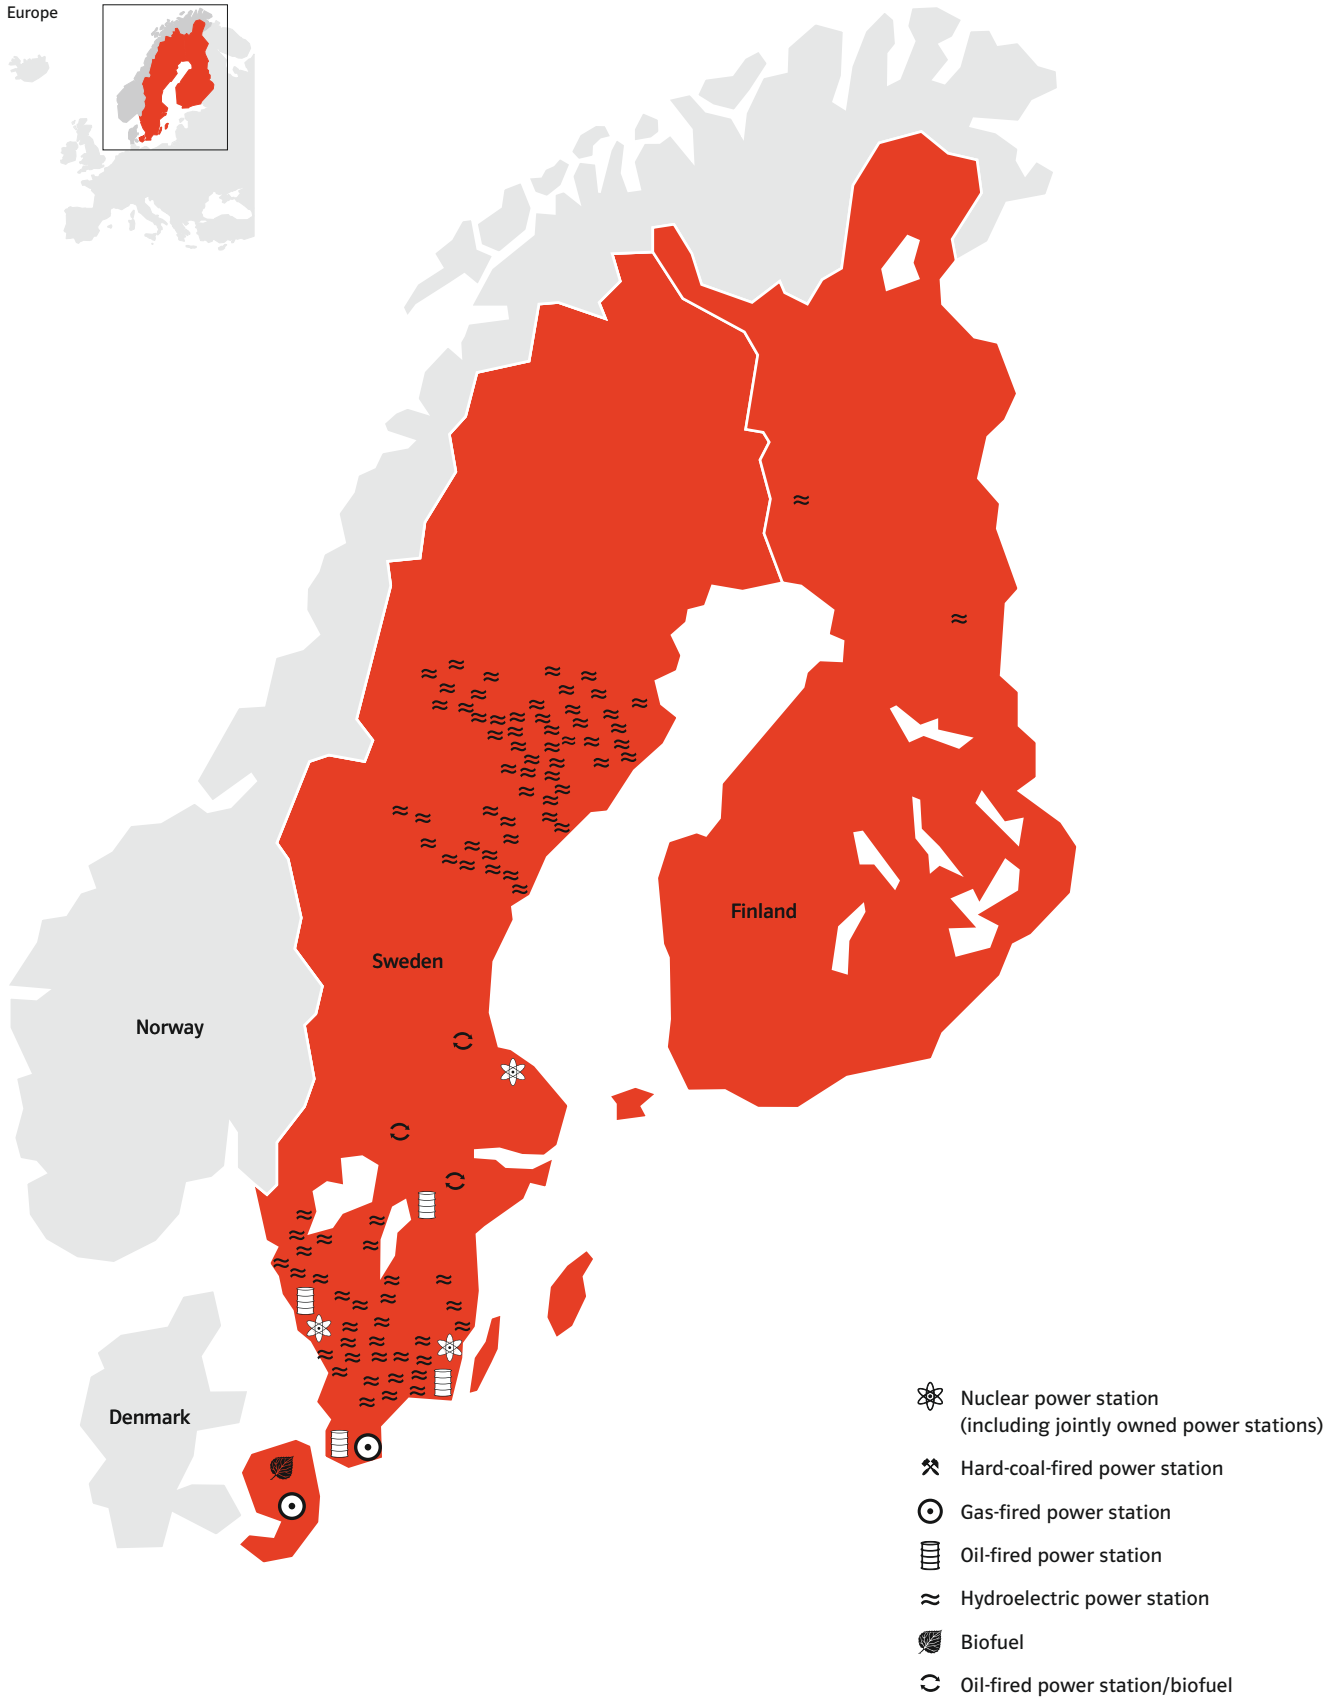 Europe
Finland
Sweden
Norway
Denmark
Nuclear power station
(including jointly owned power stations)
Hard-coal-fired power station
Gas-fired power station
Oil-fired power station
Hydroelectric power station
Biofuel
Oil-fired power station/biofuel